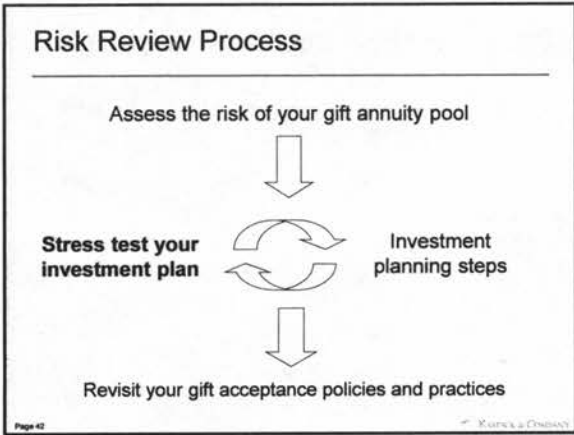 Risk Review Process
Assess the risk of your gift annuity pool
Stress test your
investment plan
Investment
planning steps
Revisit your gift acceptance policies and practices
Page 42
& COMPANY